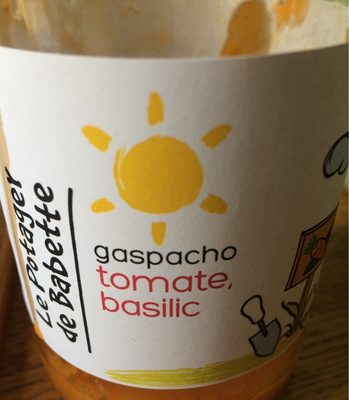 Le Potager
de Babette
gaspacho
tomate,
basilic